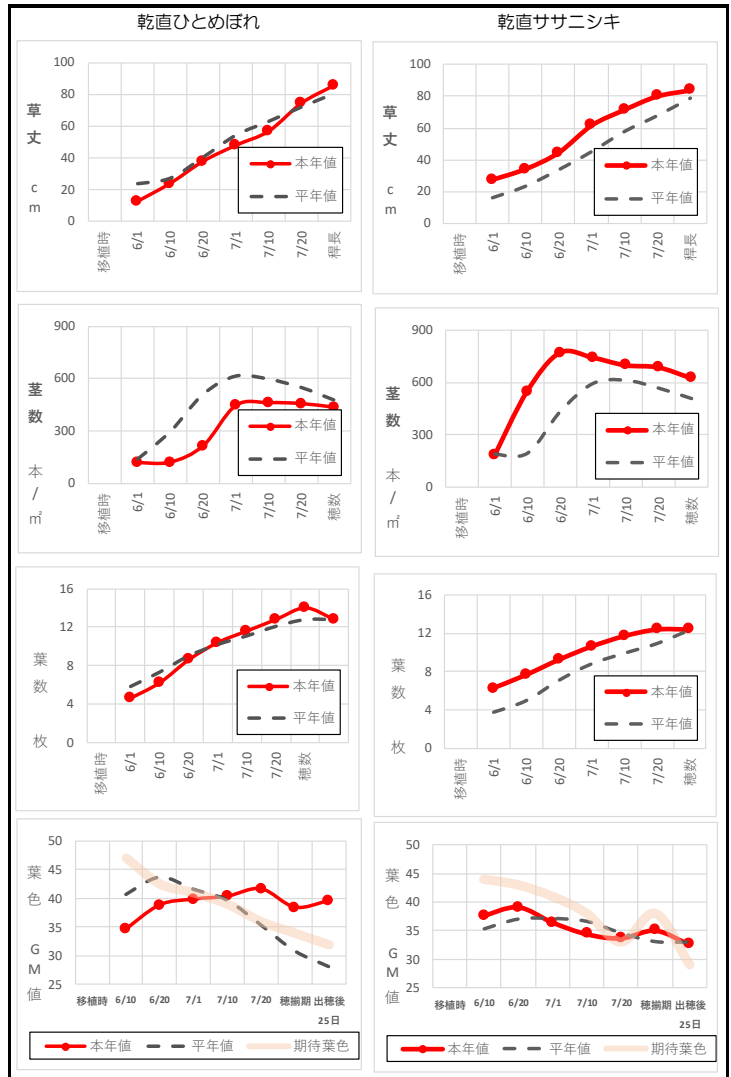 乾直ひとめぼれ
乾直ササニシキ
草丈 cm
100
80
60
40
20
0
本年値
平年値
移植時
6/1
6/10
6/20
7/1
7/10
7/20
稈長
草丈 cm
100
80
60
40
20
0
本年値
平年値
移植時
6/1
6/10
6/20
7/1
7/10
7/20
稈長
茎数 本/㎡
900
600
300
0
本年値
平年値
移植時
6/1
6/10
6/20
7/1
7/10
7/20
穂数
茎数 本/㎡
900
600
300
0
本年値
平年値
移植時
6/1
6/10
6/20
7/1
7/10
7/20
穂数
葉数 枚
16
12
8
4
0
本年値
平年値
移植時
6/1
6/10
6/20
7/1
7/10
7/20
穂数
葉数 枚
16
12
8
4
0
本年値
平年値
移植時
6/1
6/10
6/20
7/1
7/10
7/20
穂数
葉色 GM値
50
45
40
35
30
25
移植時 6/10 6/20 7/1 7/10 7/20 穂揃期 出穂後
25日
本年値 平年値 期待葉色
葉色 GM値
50
45
40
35
30
25
移植時 6/10 6/20 7/1 7/10 7/20 穂揃期 出穂後
25日
本年値 平年値 期待葉色